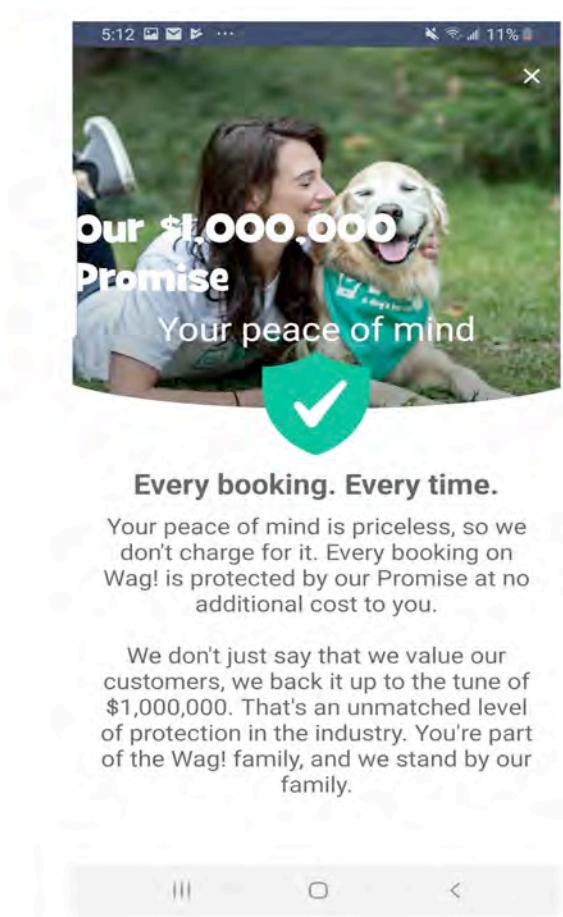 5:12 ... 11%
Our $1,000,000
Promise
Your peace of mind
Every booking. Every time.
Your peace of mind is priceless, so we
don't charge for it. Every booking on
Wag! is protected by our Promise at no
additional cost to you.
We don't just say that we value our
customers, we back it up to the tune of
$1,000,000. That's an unmatched level
of protection in the industry. You're part
of the Wag! family, and we stand by our
family.